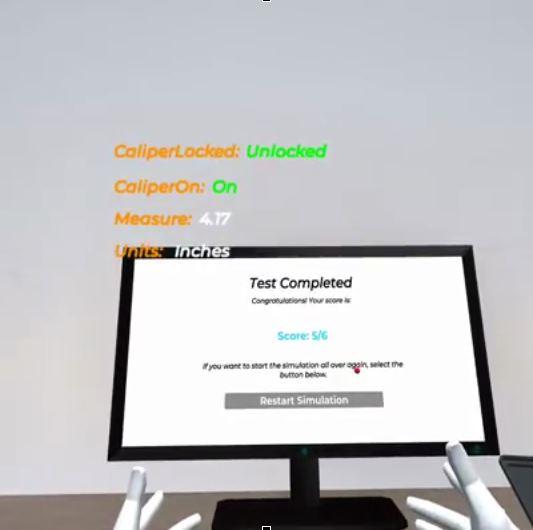 CaliperLocked: Unlocked
CaliperOn: On
Measure: 4.17
Units: Inches
Test Completed
Congratulations! Your score is:
Score: 5/6
If you want to start the simulation all over again, select the
button below.
Restart Simulation